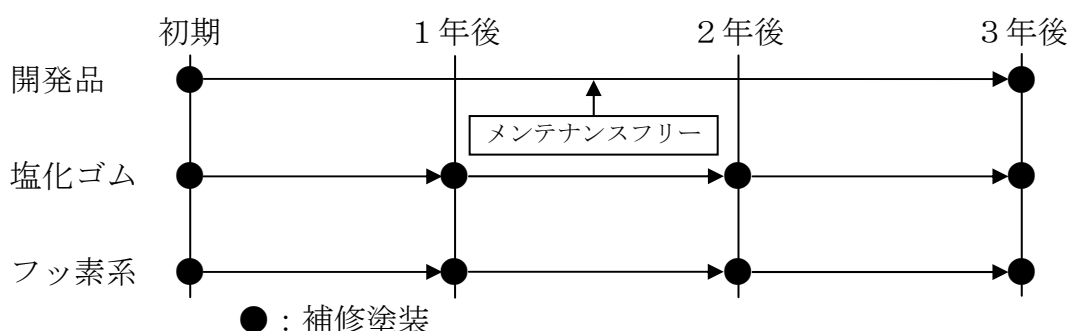 初期 １年後 ２年後 ３年後
開発品
メンテナンスフリー
塩化ゴム
フッ素系
●：補修塗装